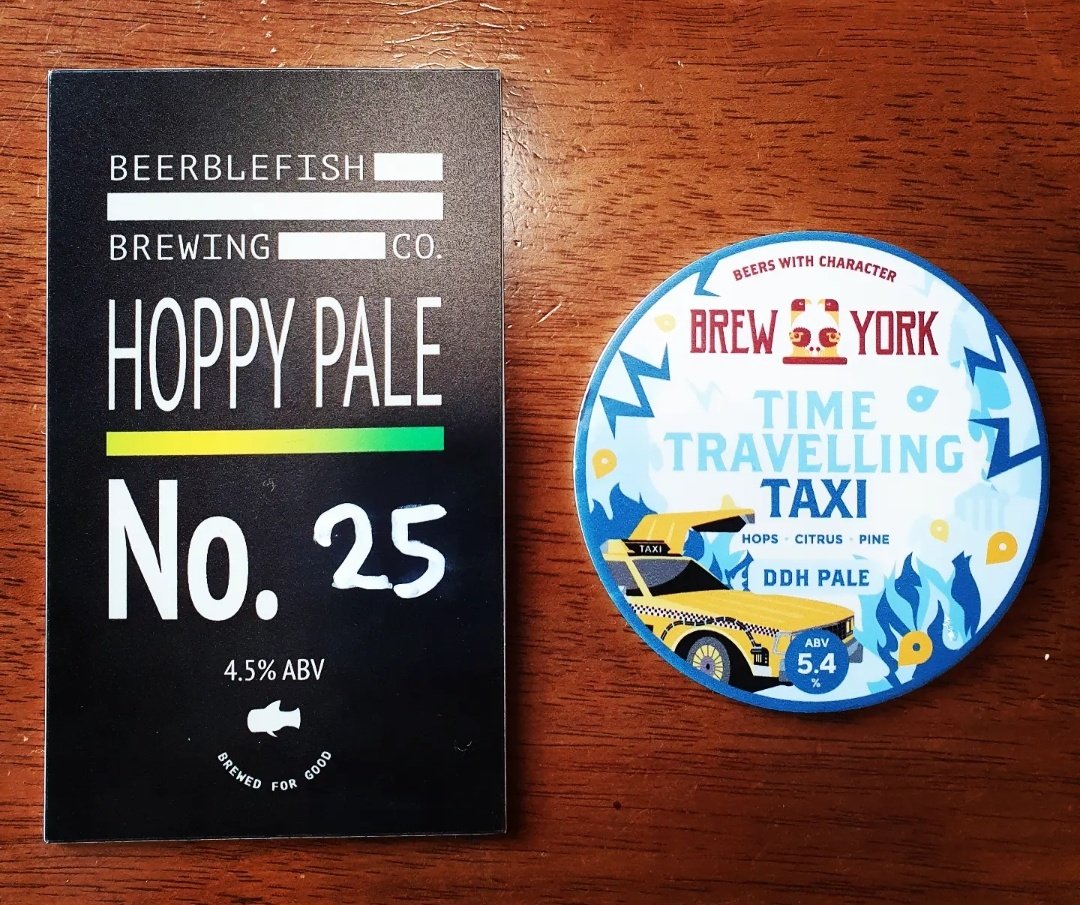 BEERBLEFISH
BREWING CO.
HOPPY PALE
No. 25
4.5% ABV
BREWED FOR GOOD
BEERS WITH CHARACTER
BREW YORK
TIME
TRAVELLING
TAXI
HOPS • CITRUS • PINE
TAXI
DDH PALE
ABV
5.4
%